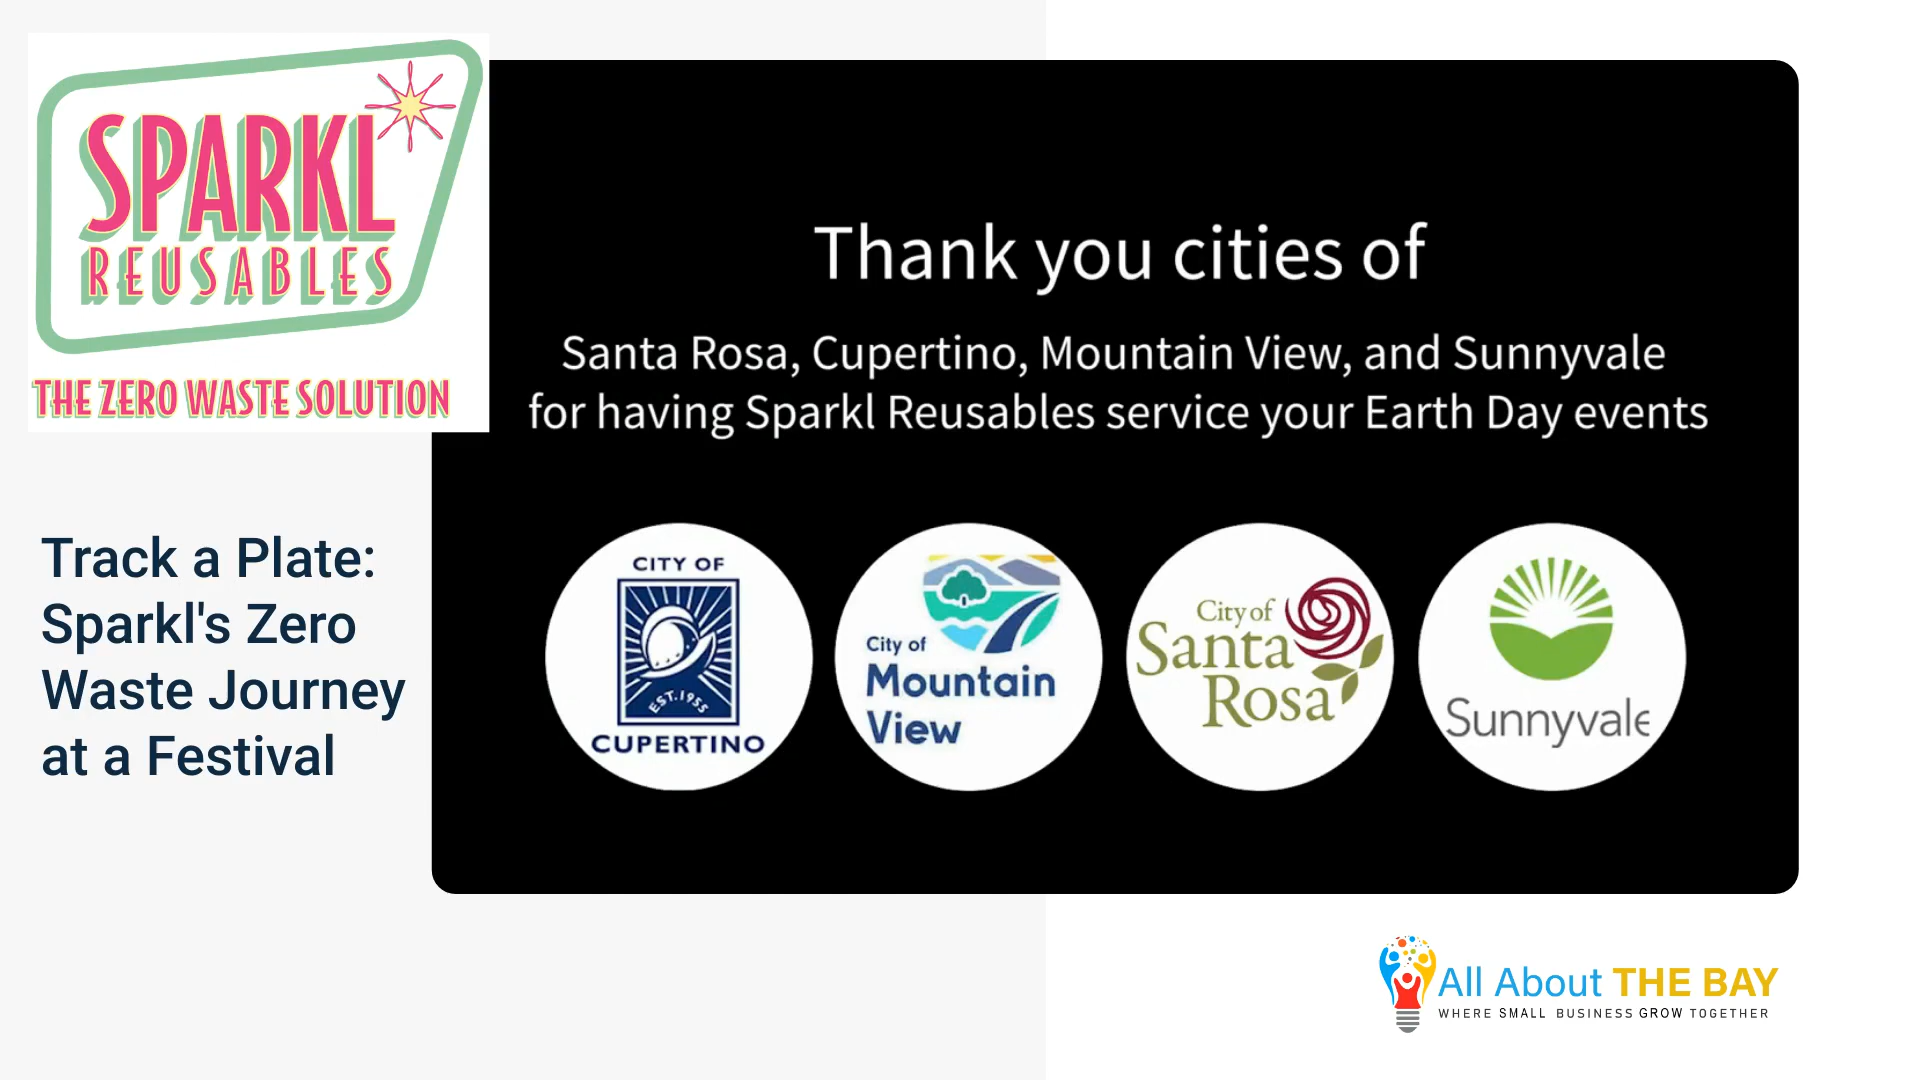 SPARKL
REUSABLES
THE ZERO WASTE SOLUTION
Track a Plate:
Sparkl's Zero
Waste Journey
at a Festival
Thank you cities of
Santa Rosa, Cupertino, Mountain View, and Sunnyvale
for having Sparkl Reusables service your Earth Day events
CITY OF
EST. 1955
CUPERTINO
City of
Mountain
View
City of
Santa
Rosa
Sunnyvale
All About THE BAY
WHERE SMALL BUSINESS GROW TOGETHER